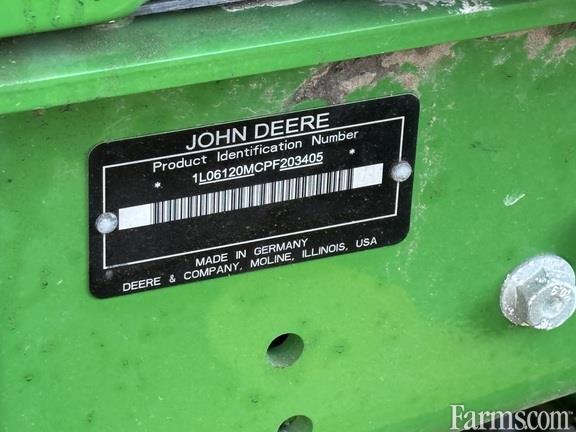 JOHN DEERE
Product Identification Number
* 1L06120MCPF203405 *
MADE IN GERMANY
DEERE & COMPANY, MOLINE, ILLINOIS, USA
Farms.com